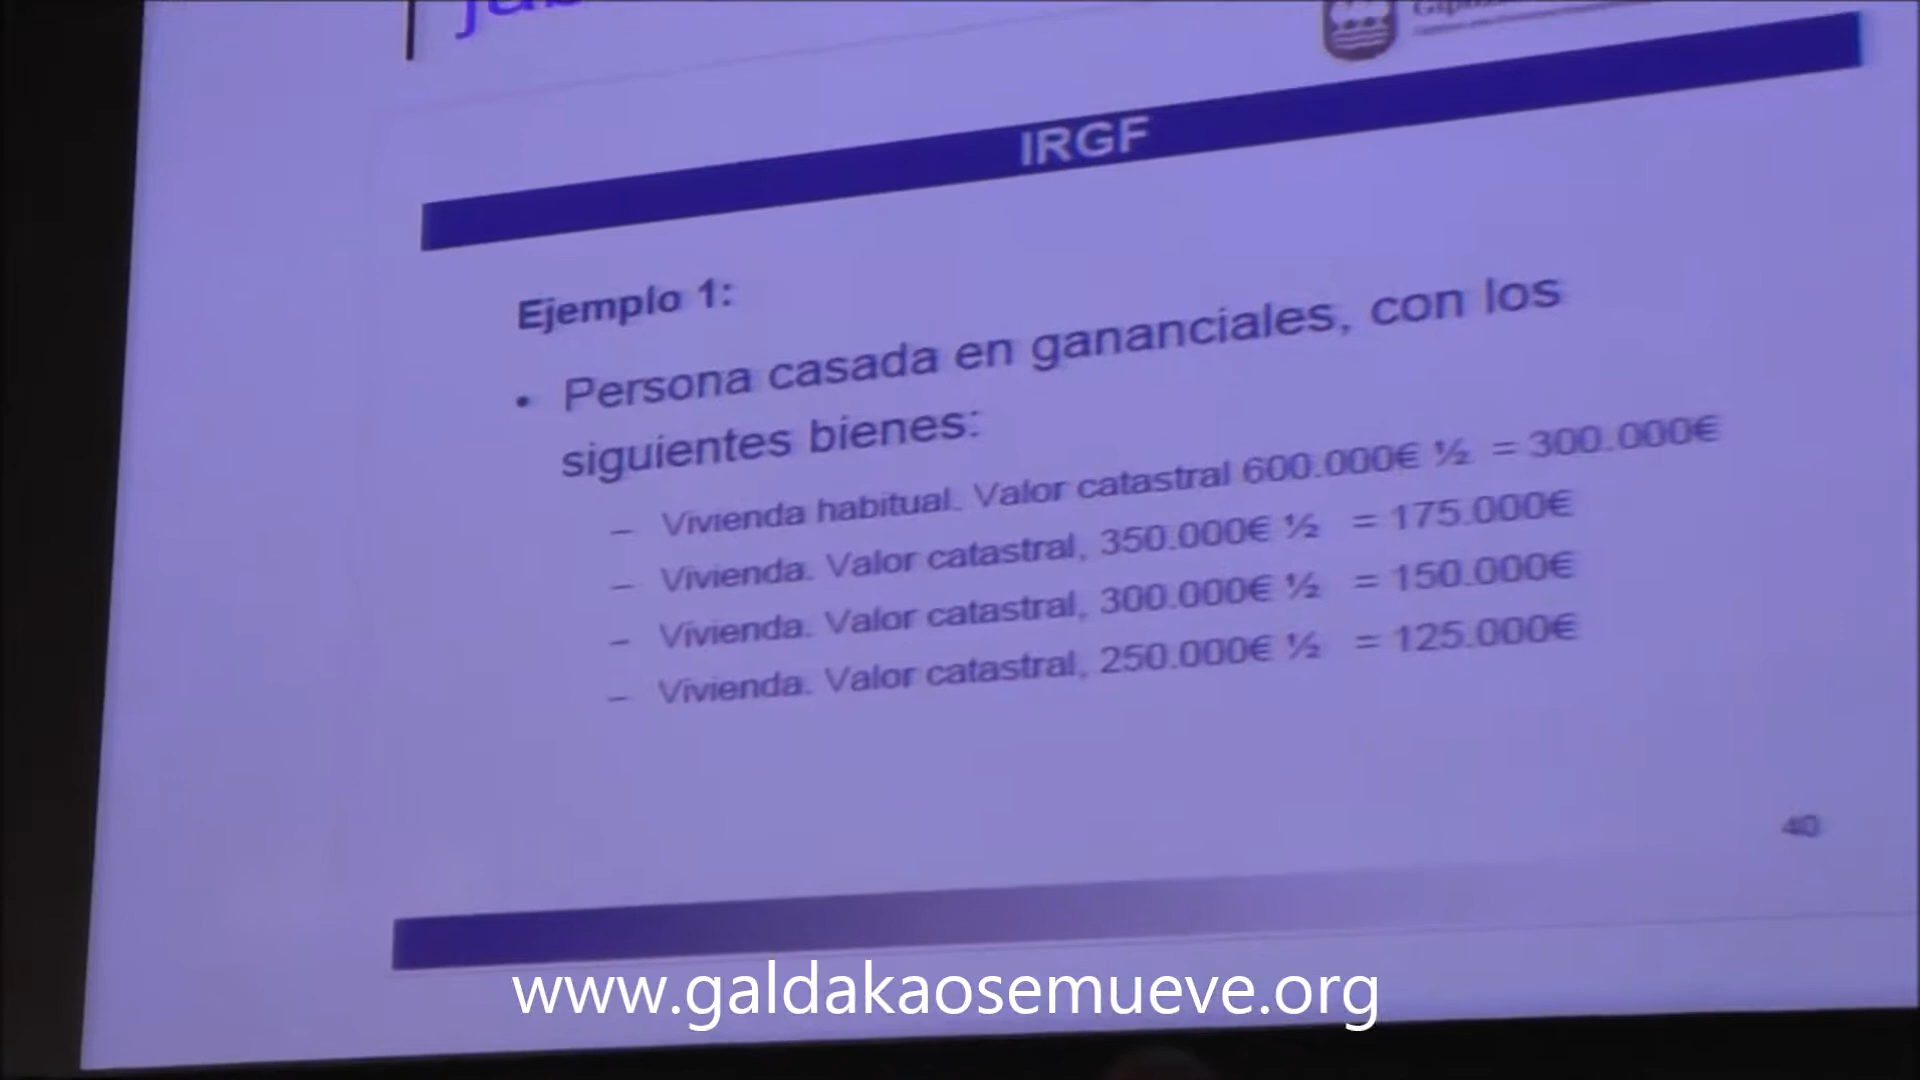 IRGF
Ejemplo 1:
• Persona casada en gananciales, con los
siguientes bienes:
– Vivienda habitual. Valor catastral 600.000€ ½ = 300.000€
– Vivienda. Valor catastral, 350.000€ ½ = 175.000€
– Vivienda. Valor catastral, 300.000€ ½ = 150.000€
– Vivienda. Valor catastral, 250.000€ ½ = 125.000€
40
www.galdakaosemueve.org